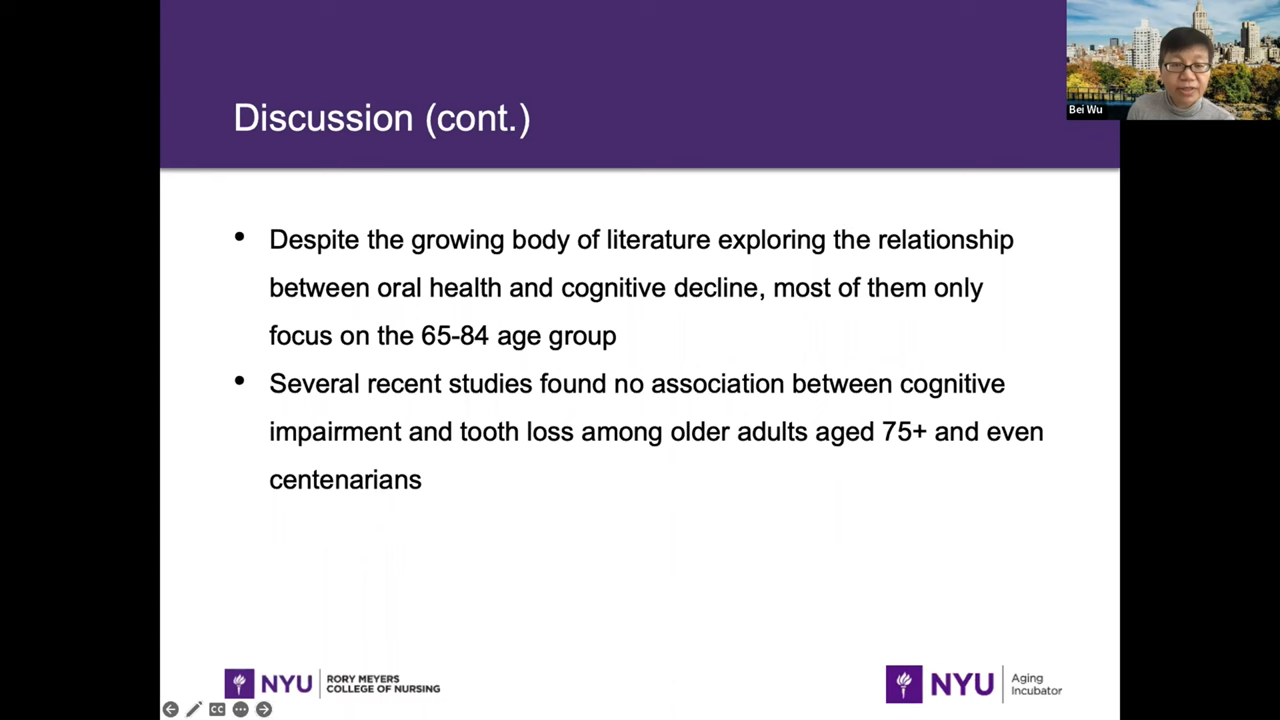 Discussion (cont.)
Bei Wu
• Despite the growing body of literature exploring the relationship
between oral health and cognitive decline, most of them only
focus on the 65-84 age group
• Several recent studies found no association between cognitive
impairment and tooth loss among older adults aged 75+ and even
centenarians
NYU
RORY MEYERS
COLLEGE OF NURSING
NYU
Aging
Incubator
CC